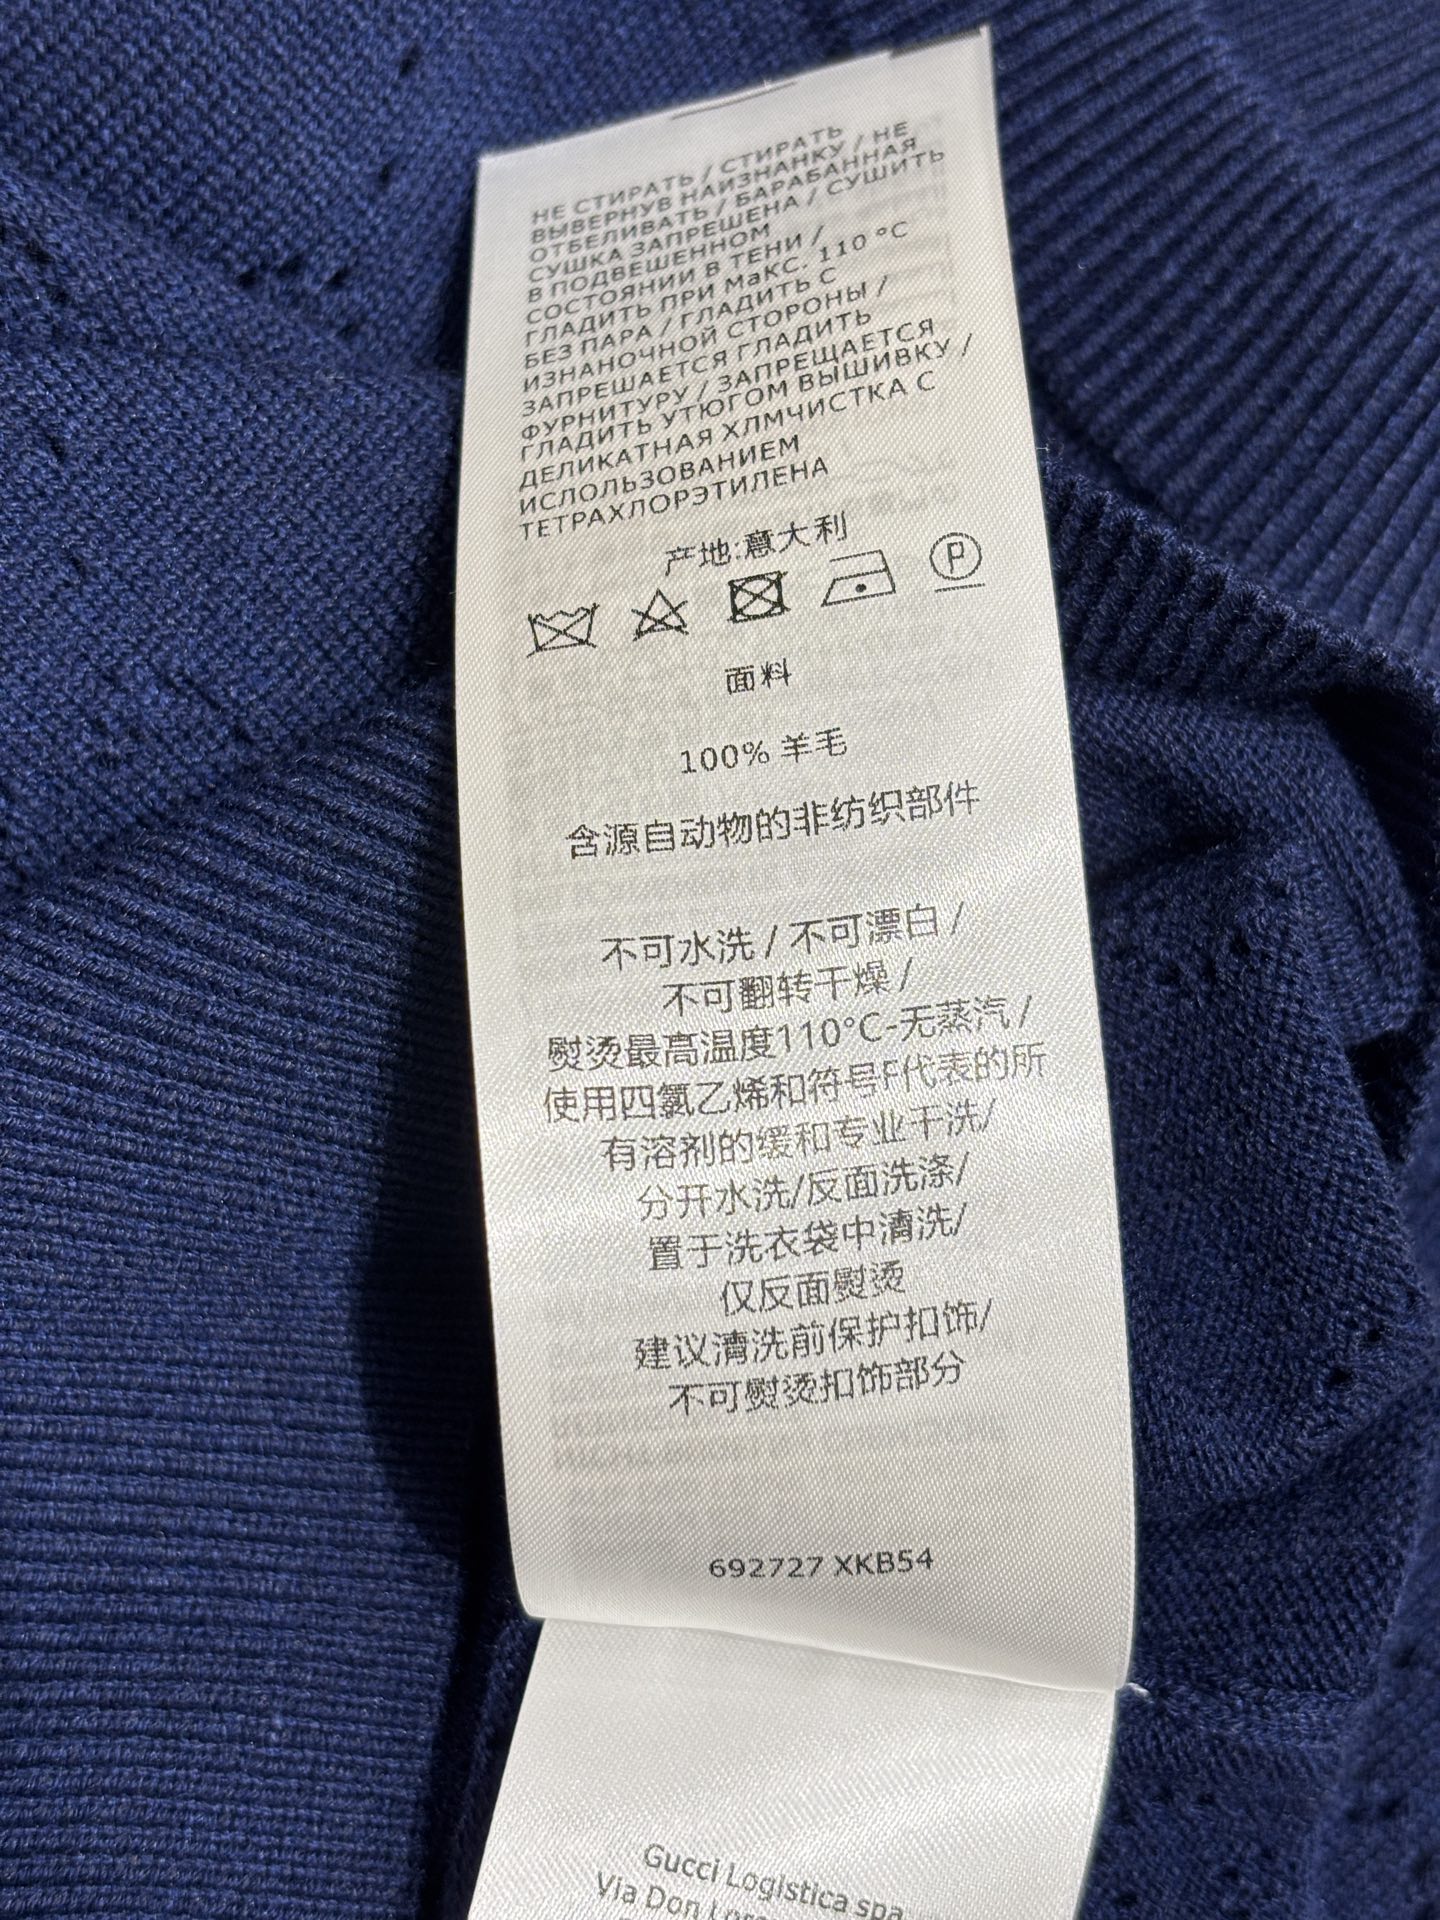 НЕ СТИРАТЬ / СТИРАТЬ
ВЫВЕРНУВ НАИЗНАНКУ / НЕ
ОТБЕЛИВАТЬ / БАРАБАННАЯ
СУШКА ЗАПРЕШЕНА / СУШИТЬ
В ПОДВЕШЕННОМ
СОСТОЯНИИ В ТЕНИ /
ГЛАДИТЬ ПРИ МаКС. 110 °C
БЕЗ ПАРА / ГЛАДИТЬ С
ИЗНАНОЧНОЙ СТОРОНЫ /
ЗАПРЕШАЕТСЯ ГЛАДИТЬ
ФУРНИТУРУ / ЗАПРЕЩАЕТСЯ
ГЛАДИТЬ УТЮГОМ ВЫШИВКУ /
ДЕЛИКАТНАЯ ХЛМЧИСТКА С
ИСЛОЛЬЗОВАНИЕМ
ТЕТРАХЛОРЭТИЛЕНА
产地:意大利
P
面料
100% 羊毛
含源自动物的非纺织部件
不可水洗 / 不可漂白 /
不可翻转干燥 /
熨烫最高温度110°C-无蒸汽 /
使用四氯乙烯和符号F代表的所
有溶剂的缓和专业干洗/
分开水洗/反面洗涤/
置于洗衣袋中清洗/
仅反面熨烫
建议清洗前保护扣饰/
不可熨烫扣饰部分
692727 XKB54
Gucci Logistica spa
Via Don